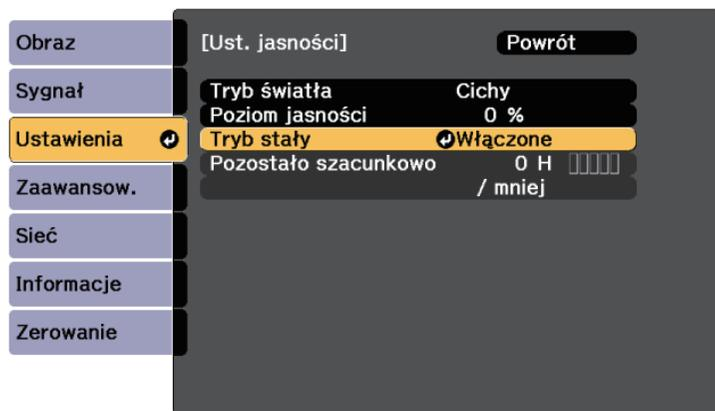 Obraz
Sygnał
Ustawienia
Zaawansow.
Sieć
Informacje
Zerowanie
[Ust. jasności] Powrót
Tryb światła Cichy
Poziom jasności 0 %
Tryb stały Włączone
Pozostało szacunkowo 0 H
/ mniej